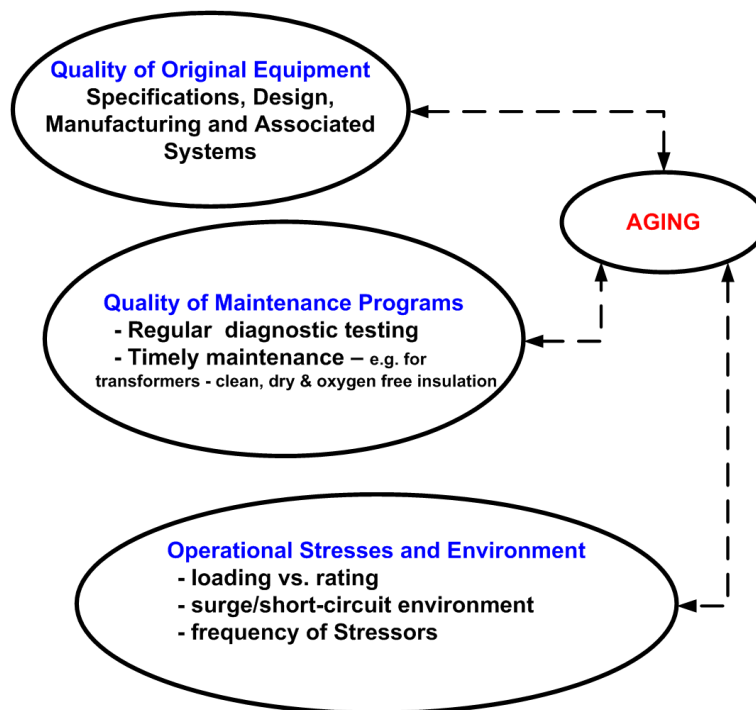 Quality of Original Equipment
Specifications, Design,
Manufacturing and Associated
Systems
AGING
Quality of Maintenance Programs
- Regular diagnostic testing
- Timely maintenance – e.g. for
transformers - clean, dry & oxygen free insulation
Operational Stresses and Environment
- loading vs. rating
- surge/short-circuit environment
- frequency of Stressors